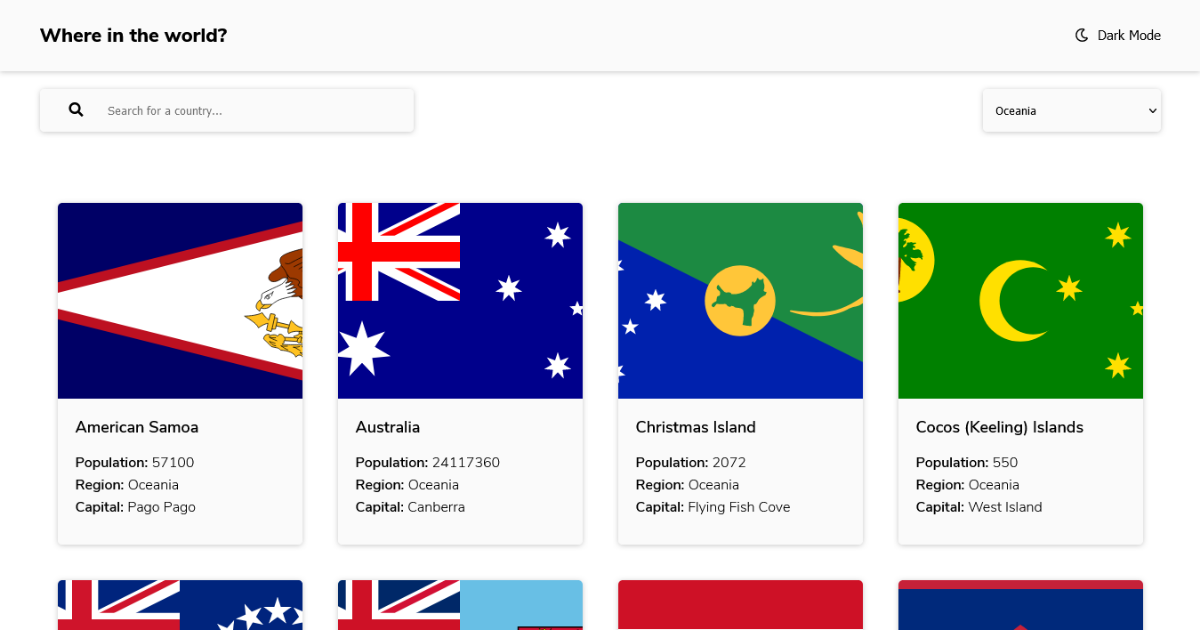 Where in the world?
Dark Mode
Search for a country...
Oceania
American Samoa
Population: 57100
Region: Oceania
Capital: Pago Pago
Australia
Population: 24117360
Region: Oceania
Capital: Canberra
Christmas Island
Population: 2072
Region: Oceania
Capital: Flying Fish Cove
Cocos (Keeling) Islands
Population: 550
Region: Oceania
Capital: West Island